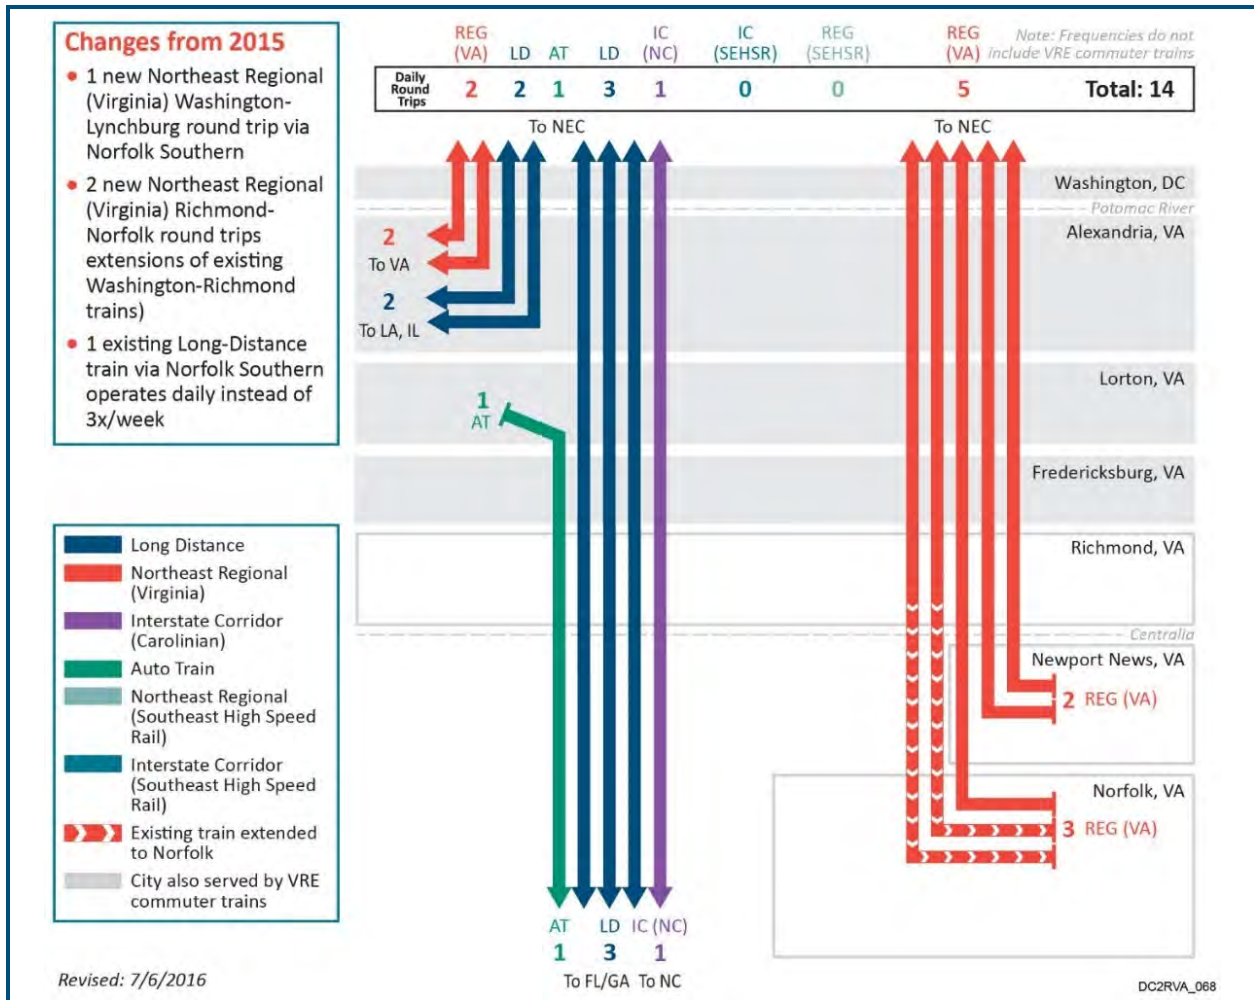 Changes from 2015
• 1 new Northeast Regional
(Virginia) Washington-
Lynchburg round trip via
Norfolk Southern
• 2 new Northeast Regional
(Virginia) Richmond-
Norfolk round trips
extensions of existing
Washington-Richmond
trains)
• 1 existing Long-Distance
train via Norfolk Southern
operates daily instead of
3x/week
REG
(VA)
LD
AT
LD
IC
(NC)
IC
(SEHSR)
REG
(SEHSR)
REG
(VA)
Note: Frequencies do not
include VRE commuter trains
Daily
Round
Trips
2 2 1 3 1 0 0 5 Total: 14
To NEC
To NEC
Washington, DC
Potomac River
Alexandria, VA
2
To VA
2
To LA, IL
Lorton, VA
1
AT
Fredericksburg, VA
Richmond, VA
Centralia
Newport News, VA
2 REG (VA)
Norfolk, VA
3 REG (VA)
Long Distance
Northeast Regional
(Virginia)
Interstate Corridor
(Carolinian)
Auto Train
Northeast Regional
(Southeast High Speed
Rail)
Interstate Corridor
(Southeast High Speed
Rail)
Existing train extended
to Norfolk
City also served by VRE
commuter trains
AT LD IC (NC)
1 3 1
To FL/GA To NC
Revised: 7/6/2016
DC2RVA_068